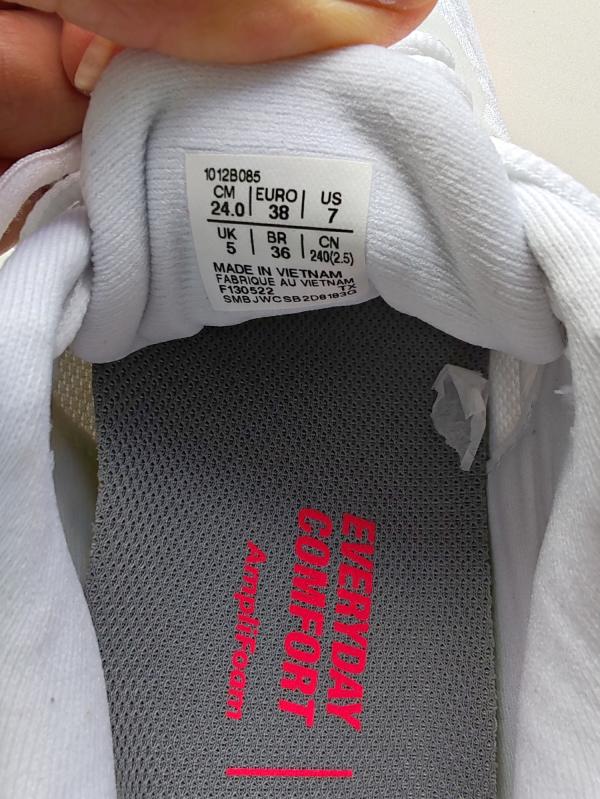 1012B085
CM EURO US
24.0 38 7
UK BR CN
5 36 240(2.5)
MADE IN VIETNAM
FABRIQUE AU VIETNAM
F130522 TX
SMBJWCSB2D8183G
EVERYDAY
COMFORT
AmpliFoam